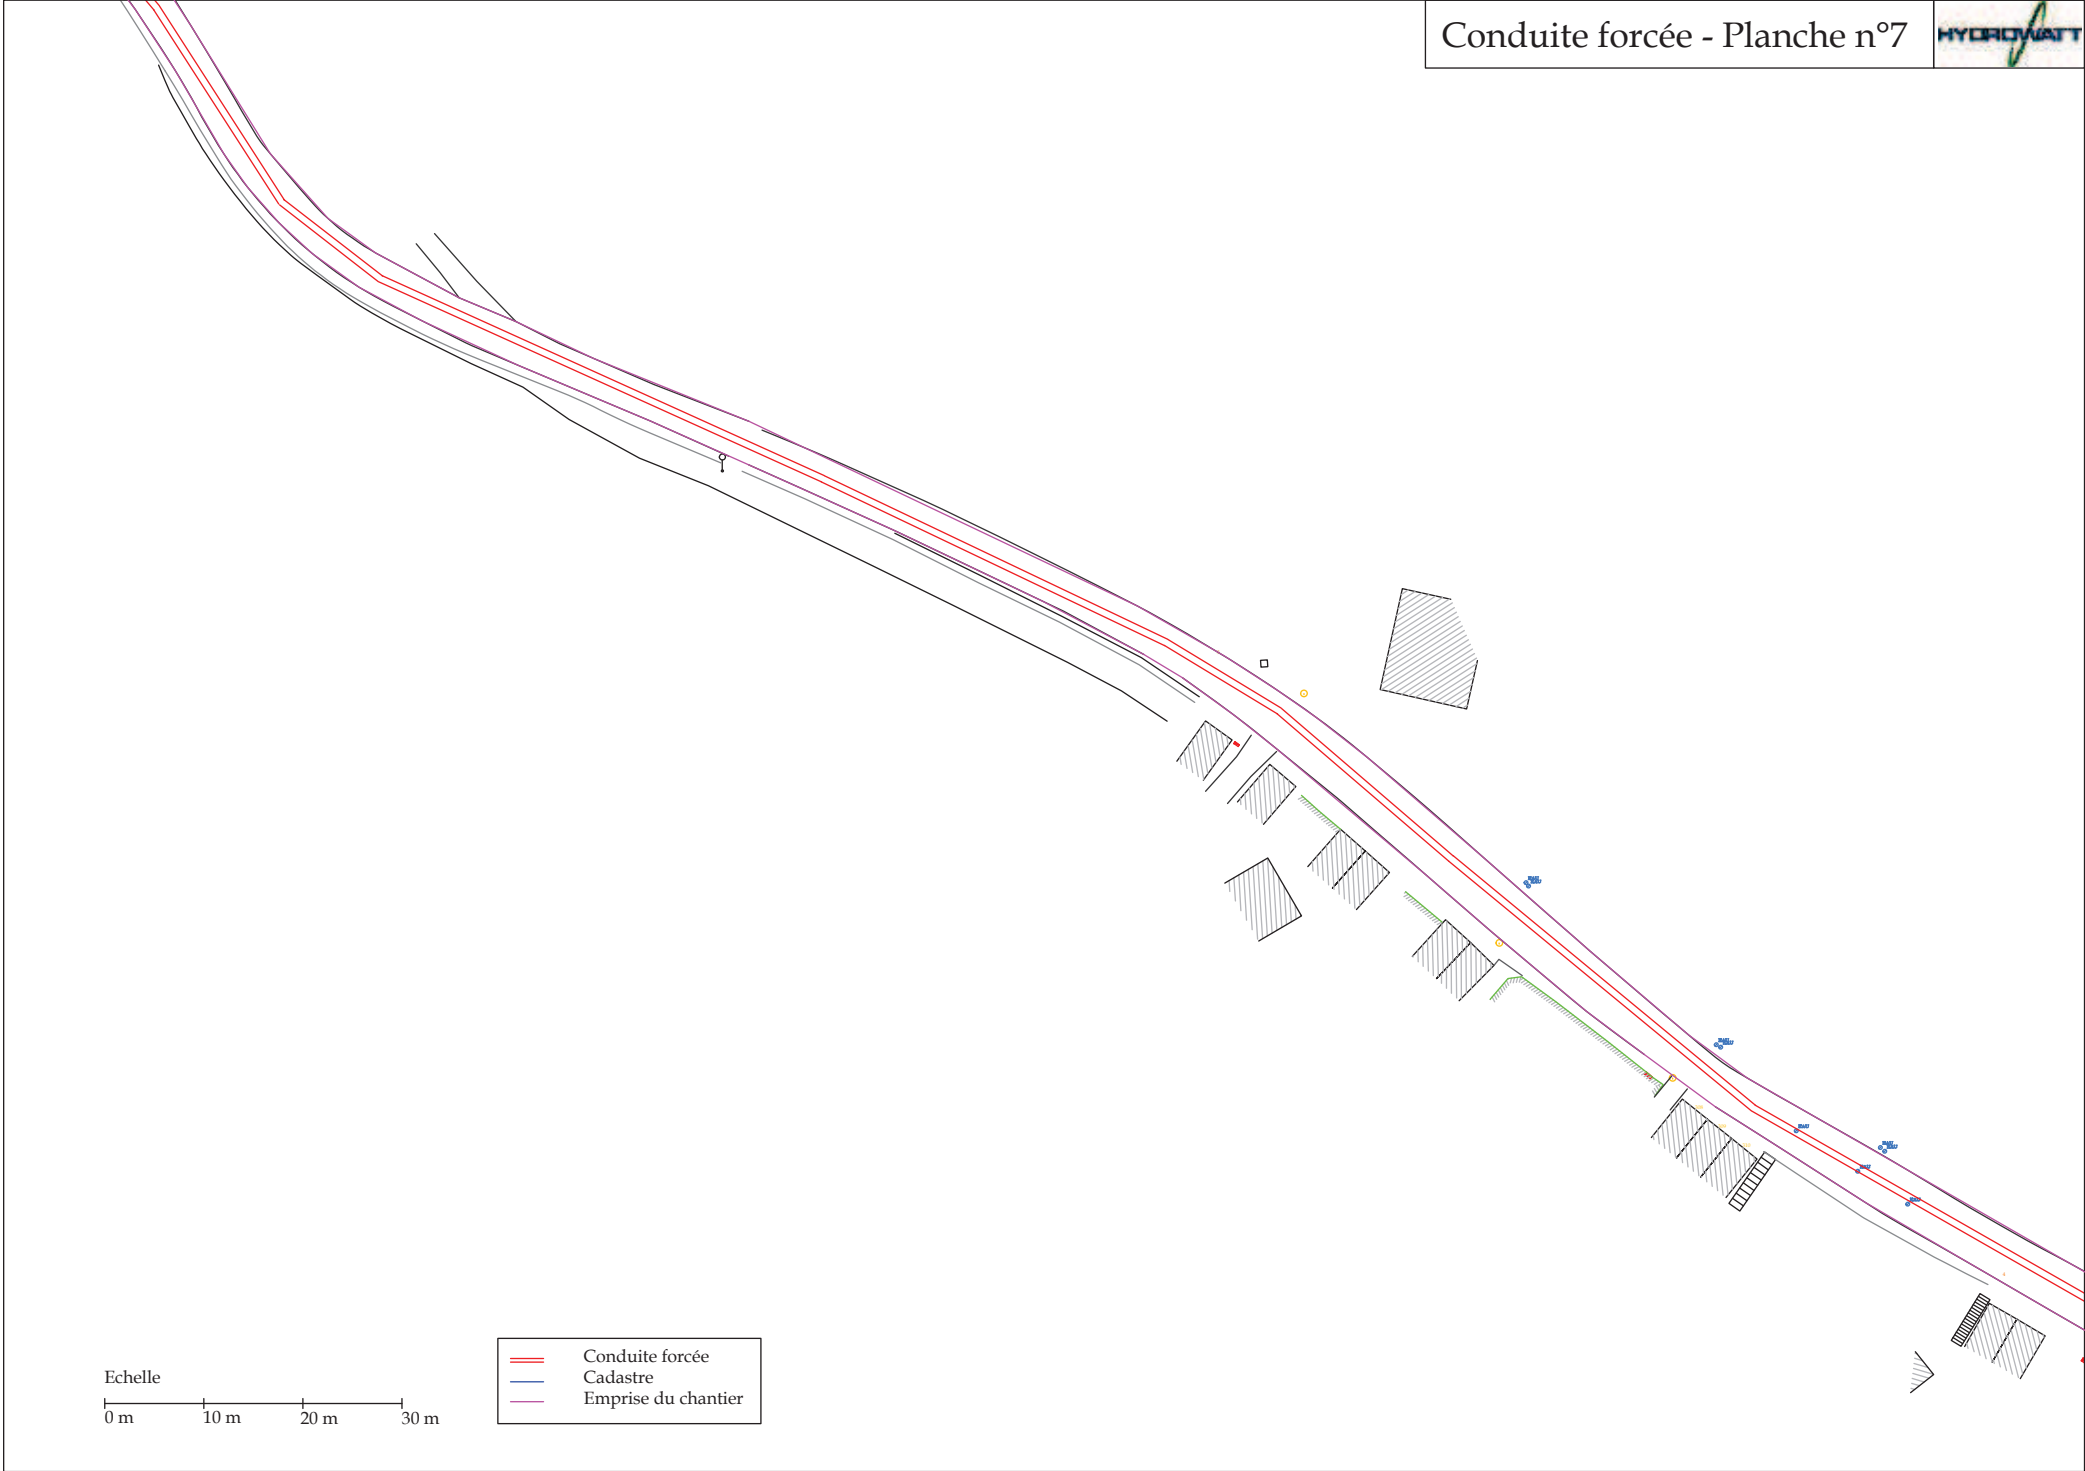 Conduite forcée - Planche n°7
HYDROWATT
Echelle
0 m
10 m
20 m
30 m
Conduite forcée
Cadastre
Emprise du chantier